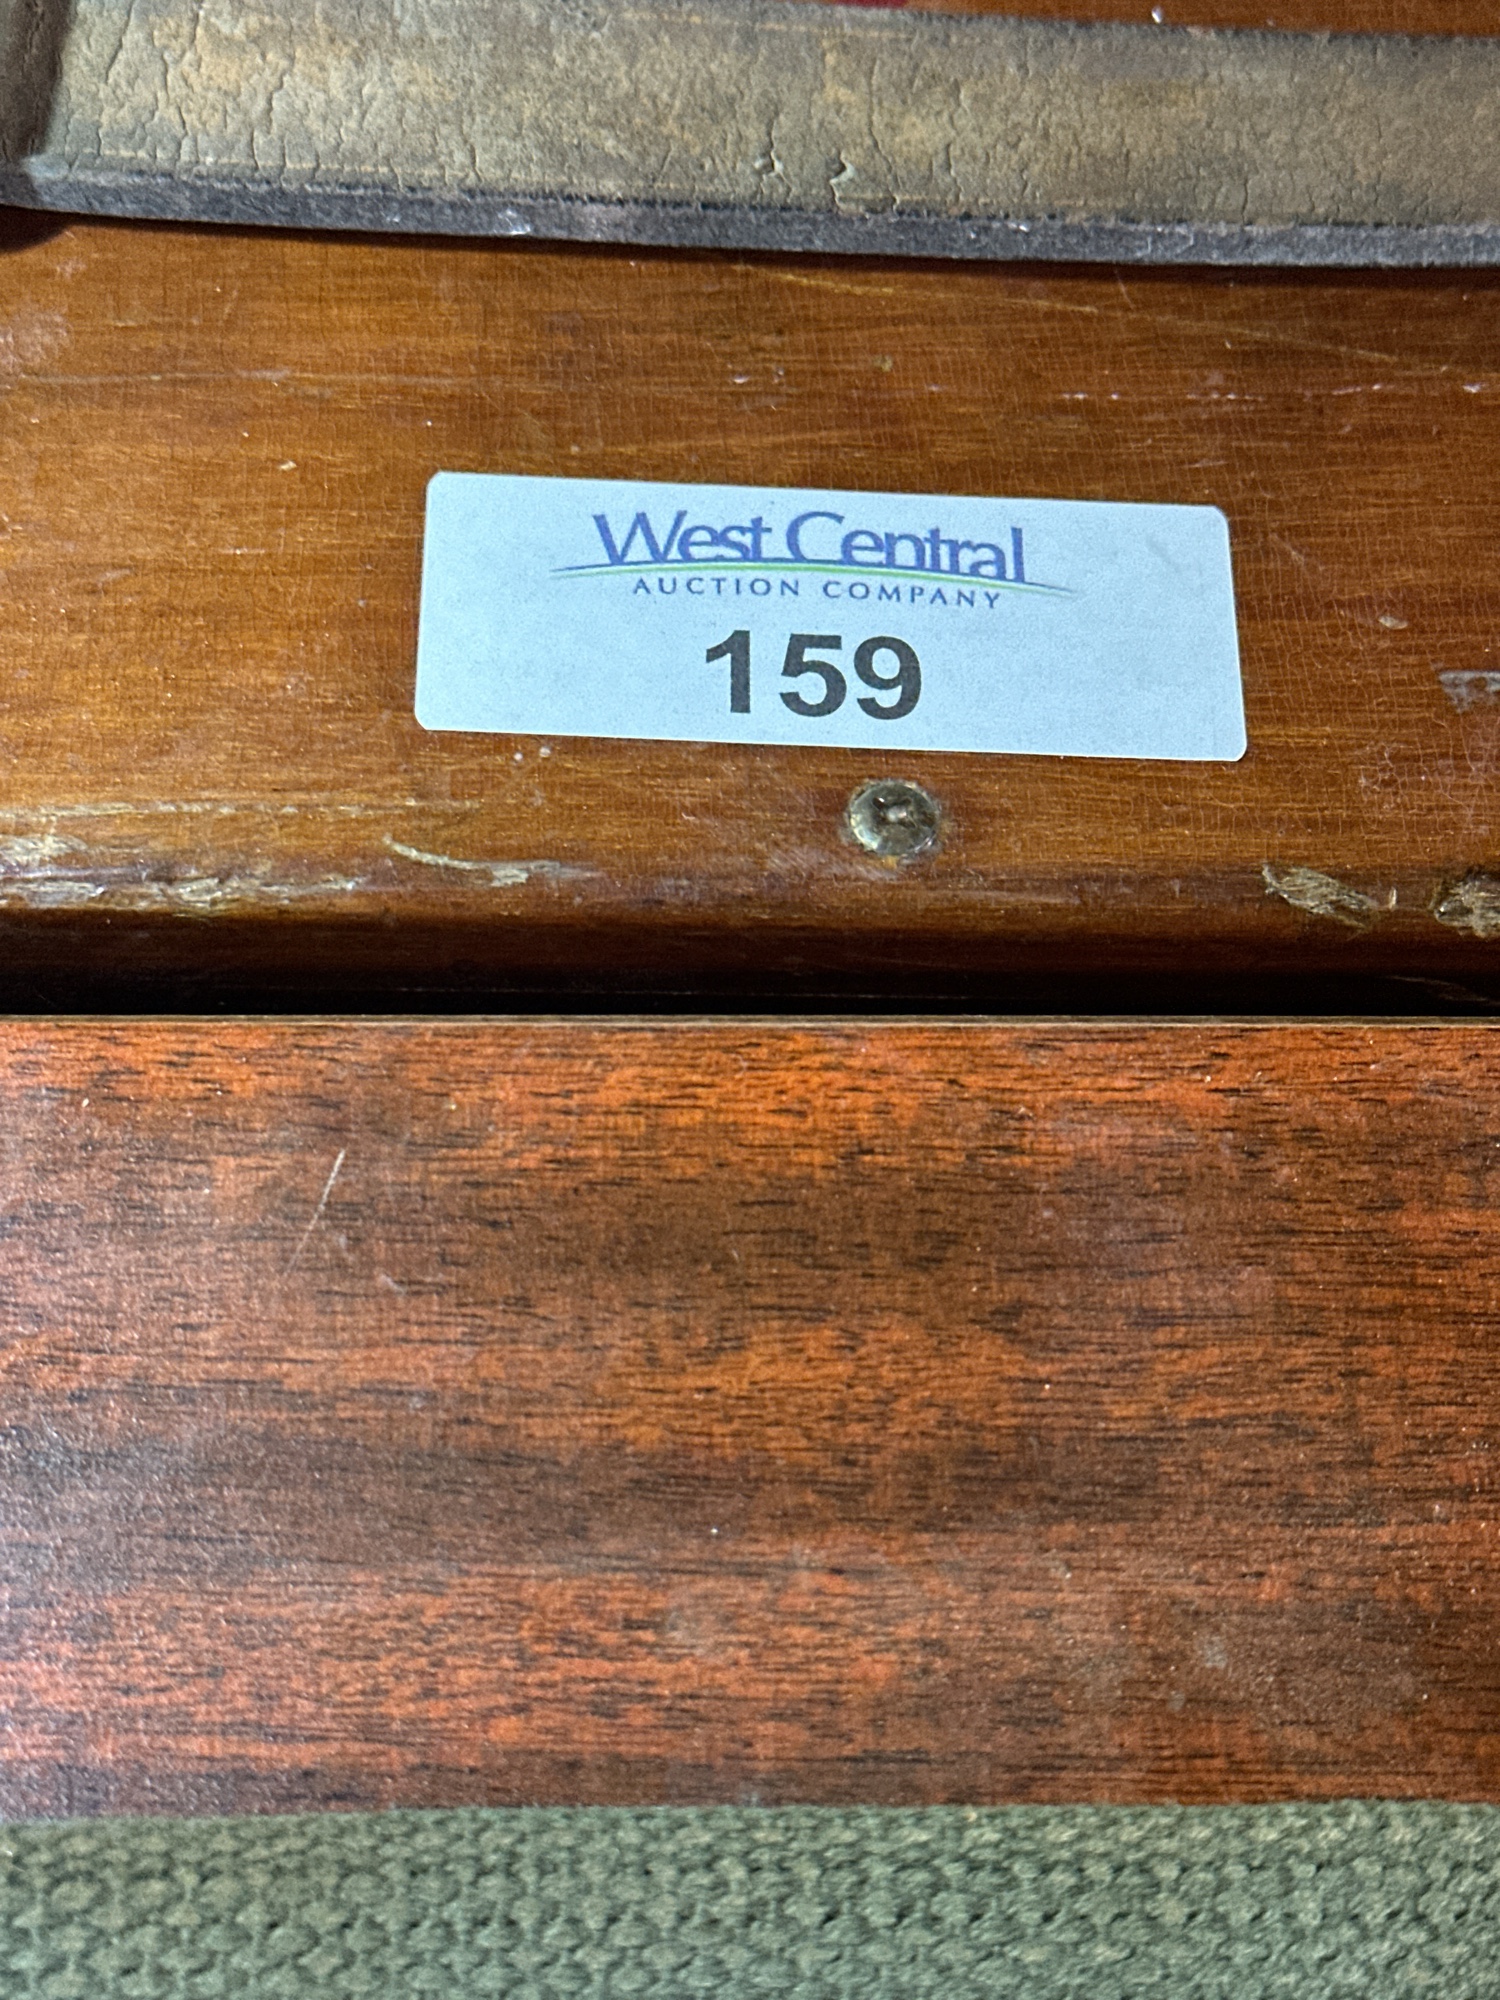 West Central
AUCTION COMPANY
159